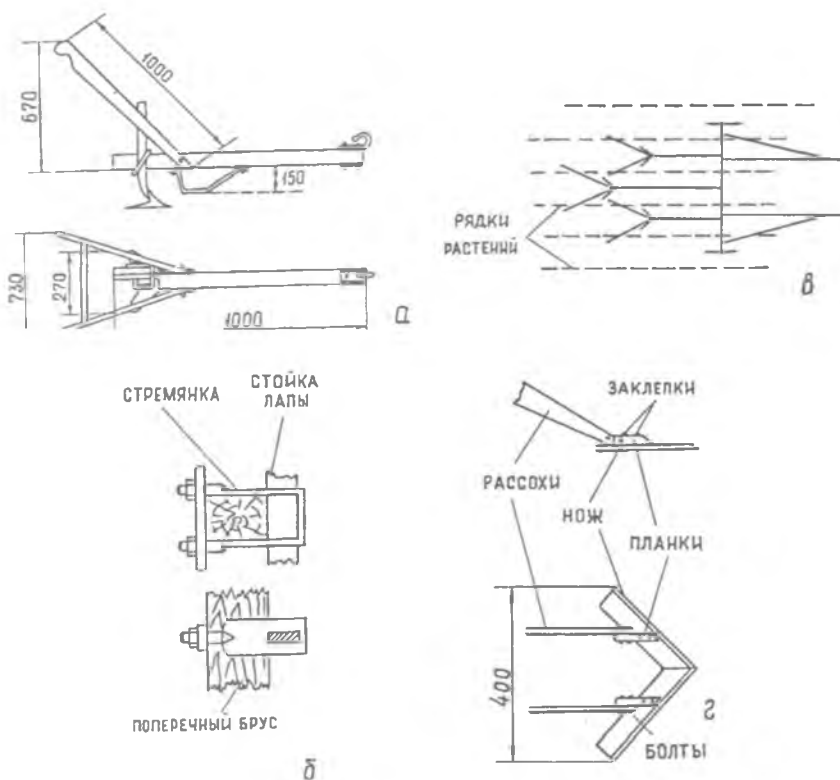 1000
670
150
РЯДКИ
РАСТЕНИЙ
в
730
270
1000
а
СТРЕМЯНКА
СТОЙКА
ЛАПЫ
ПОПЕРЕЧНЫЙ БРУС
б
ЗАКЛЕПКИ
РАССОХИ
НОЖ
ПЛАНКИ
400
БОЛТЫ
г